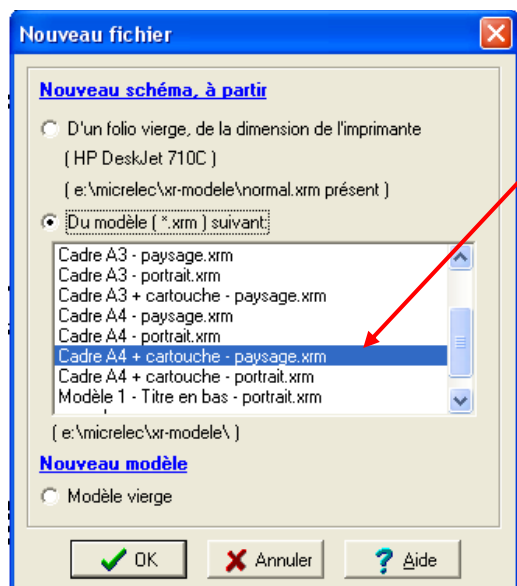 Nouveau fichier
Nouveau schéma, à partir
D'un folio vierge, de la dimension de l'imprimante
( HP DeskJet 710C )
( e:\micrelec\xr-modele\normal.xrm présent )
Du modèle ( *.xrm ) suivant:
Cadre A3 - paysage.xrm
Cadre A3 - portrait.xrm
Cadre A3 + cartouche - paysage.xrm
Cadre A4 - paysage.xrm
Cadre A4 - portrait.xrm
Cadre A4 + cartouche - paysage.xrm
Cadre A4 + cartouche - portrait.xrm
Modèle 1 - Titre en bas - portrait.xrm
( e:\micrelec\xr-modele\ )
Nouveau modèle
Modèle vierge
OK Annuler ? Aide